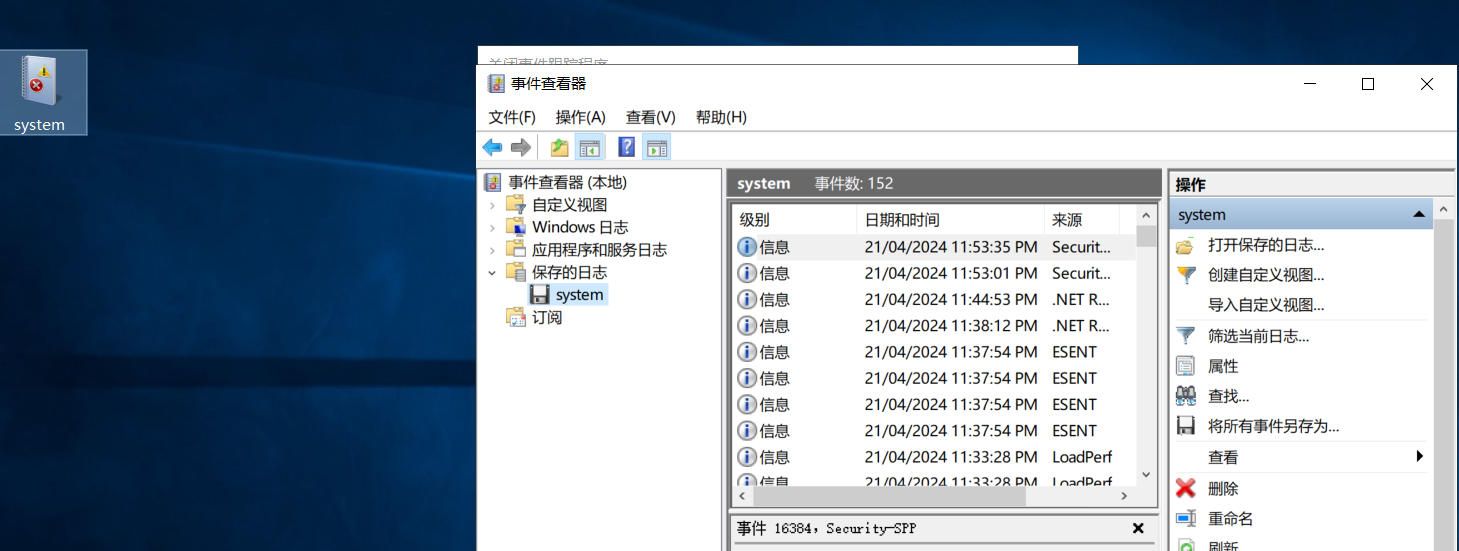 system
关闭事件跟踪程序
事件查看器
文件(F) 操作(A) 查看(V) 帮助(H)
事件查看器 (本地)
自定义视图
Windows 日志
应用程序和服务日志
保存的日志
system
订阅
system 事件数: 152
级别 日期和时间 来源
信息 21/04/2024 11:53:35 PM Securit...
信息 21/04/2024 11:53:01 PM Securit...
信息 21/04/2024 11:44:53 PM .NET R...
信息 21/04/2024 11:38:12 PM .NET R...
信息 21/04/2024 11:37:54 PM ESENT
信息 21/04/2024 11:37:54 PM ESENT
信息 21/04/2024 11:37:54 PM ESENT
信息 21/04/2024 11:37:54 PM ESENT
信息 21/04/2024 11:33:28 PM LoadPerf
信息 21/04/2024 11:33:28 PM LoadPerf
事件 16384，Security-SPP
操作
system
打开保存的日志...
创建自定义视图...
导入自定义视图...
筛选当前日志...
属性
查找...
将所有事件另存为...
查看
删除
重命名
刷新